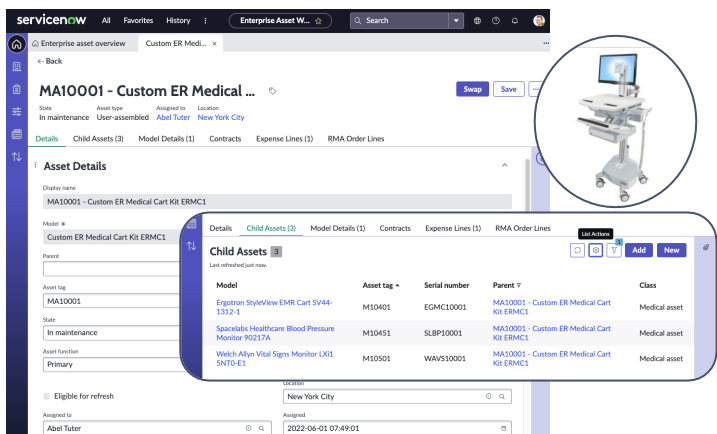 servicenow All Favorites History Enterprise Asset W... Search
Enterprise asset overview Custom ER Medi... ×
← Back
MA10001 - Custom ER Medical ...
Swap Save
State Asset type Assigned to Location
In maintenance User-assembled Abel Tuter New York City
Details Child Assets (3) Model Details (1) Contracts Expense Lines (1) RMA Order Lines
Asset Details
Display name
MA10001 - Custom ER Medical Cart Kit ERMC1
Model
Custom ER Medical Cart Kit ERMC1
Parent
Asset tag
MA10001
State
In maintenance
Asset function
Primary
Eligible for refresh
Assigned to
Abel Tuter
Location
New York City
Assigned
2022-06-01 07:49:01
Details Child Assets (3) Model Details (1) Contracts Expense Lines (1) RMA Order Lines
List Actions
Child Assets 3
1
Add New
Last refreshed just now.
Model Asset tag Serial number Parent Class
Ergotron StyleView EMR Cart SV44-
1312-1
M10401 EGMC10001
MA10001 - Custom ER Medical Cart
Kit ERMC1
Medical asset
Spacelabs Healthcare Blood Pressure
Monitor 90217A
M10451 SLBP10001
MA10001 - Custom ER Medical Cart
Kit ERMC1
Medical asset
Welch Allyn Vital Signs Monitor LXi1
5NT0-E1
M10501 WAVS10001
MA10001 - Custom ER Medical Cart
Kit ERMC1
Medical asset